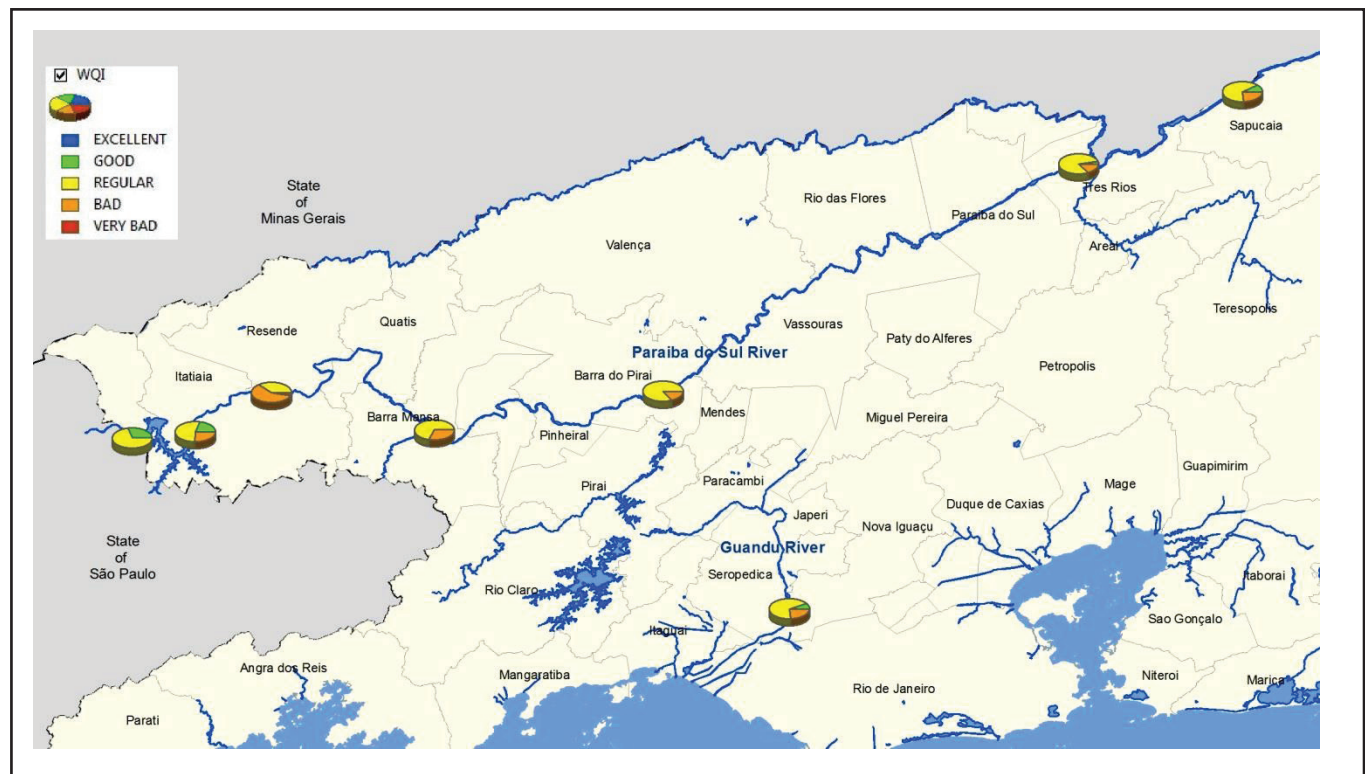 WQI
EXCELLENT
GOOD
REGULAR
BAD
VERY BAD
State
of
Minas Gerais
Sapucaia
Tres Rios
Rio das Flores
Paraiba do Sul
Valença
Areal
Teresopolis
Resende
Quatis
Vassouras
Paty do Alferes
Paraiba do Sul River
Petropolis
Itatiaia
Barra do Pirai
Barra Mansa
Mendes
Miguel Pereira
Pinheiral
Guapimirim
Pirai
Paracambi
Mage
Duque de Caxias
Japeri
Nova Iguaçu
State
of
São Paulo
Guandu River
Seropedica
Rio Claro
Itaborai
Sao Gonçalo
Itaguai
Angra dos Reis
Mangaratiba
Niteroi
Marica
Rio de Janeiro
Parati